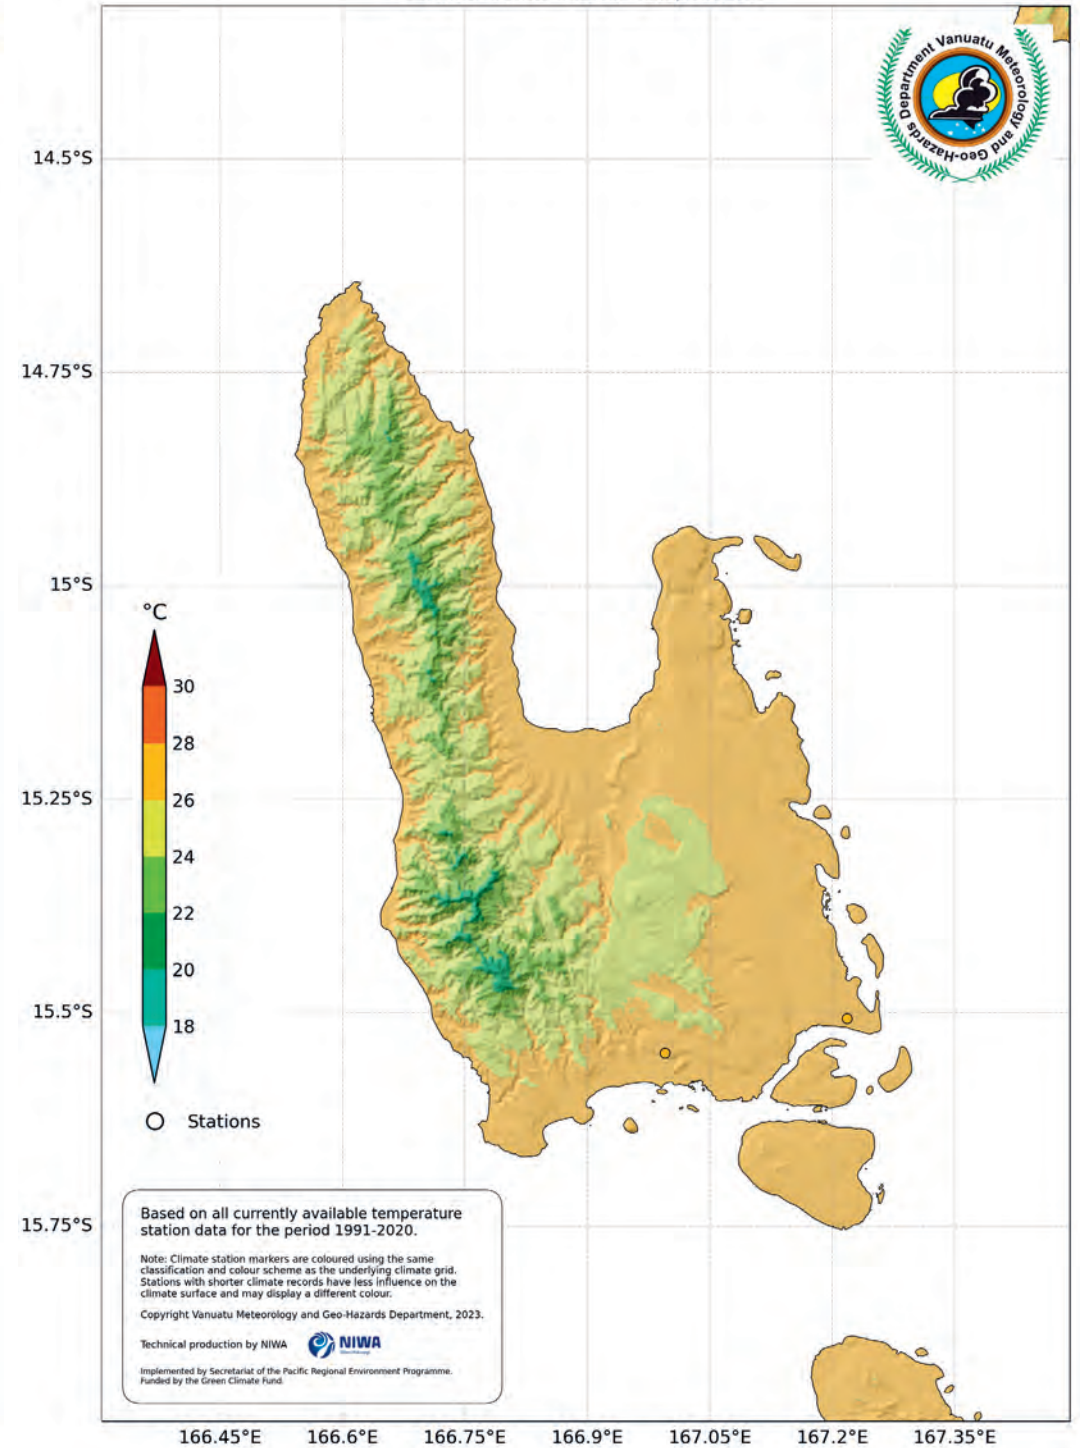 Vanuatu Meteorology and Geo-Hazards Department
14.5°S
14.75°S
15°S
°C
30
28
15.25°S
26
24
22
20
15.5°S
18
Stations
Based on all currently available temperature
station data for the period 1991-2020.
15.75°S
Note: Climate station markers are coloured using the same
classification and colour scheme as the underlying climate grid.
Stations with shorter climate records have less influence on the
climate surface and may display a different colour.
Copyright Vanuatu Meteorology and Geo-Hazards Department, 2023.
Technical production by NIWA
NIWA
Implemented by Secretariat of the Pacific Regional Environment Programme.
Funded by the Green Climate Fund.
166.45°E 166.6°E 166.75°E 166.9°E 167.05°E 167.2°E 167.35°E